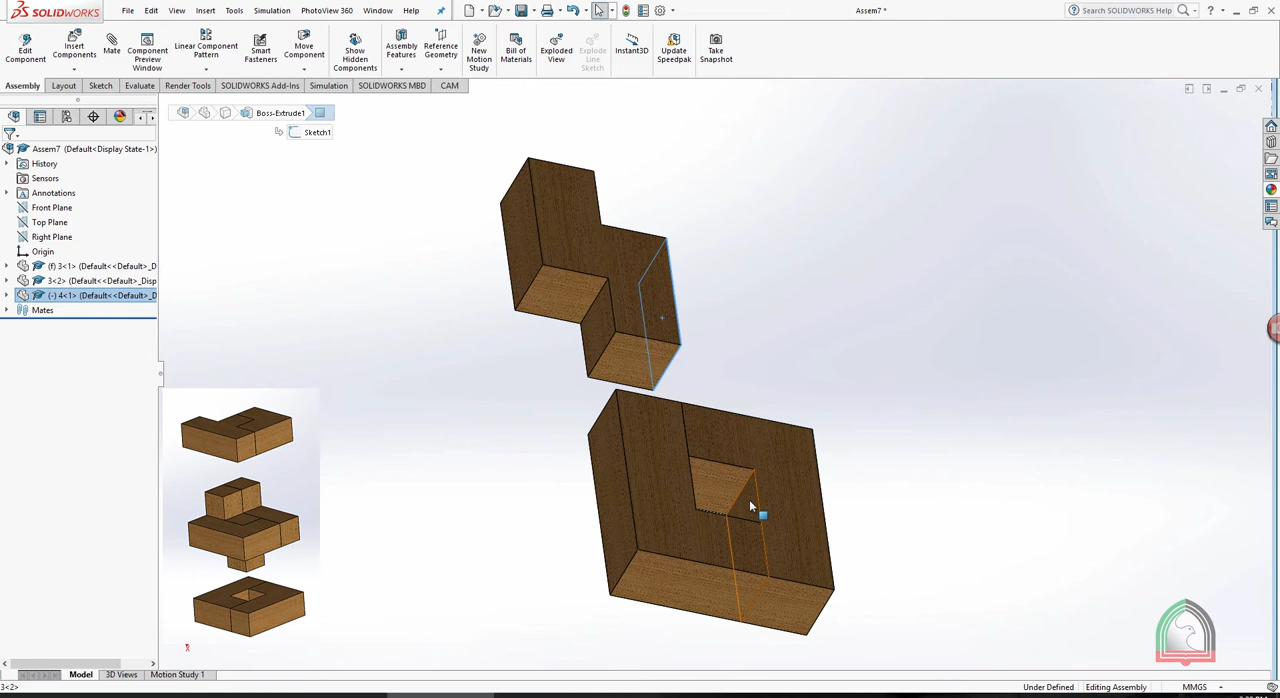 SOLIDWORKS
File Edit View Insert Tools Simulation PhotoView 360 Window Help
Assem7 *
Search SOLIDWORKS Help
Edit Component
Insert Components
Mate
Component Preview Window
Linear Component Pattern
Smart Fasteners
Move Component
Show Hidden Components
Assembly Features
Reference Geometry
New Motion Study
Bill of Materials
Exploded View
Explode Line Sketch
Instant3D
Update Speedpak
Take Snapshot
Assembly Layout Sketch Evaluate Render Tools SOLIDWORKS Add-Ins Simulation SOLIDWORKS MBD CAM
Boss-Extrude1
Sketch1
Assem7 (Default<Display State-1>)
History
Sensors
Annotations
Front Plane
Top Plane
Right Plane
Origin
(f) 3<1> (Default<<Default>_D
3<2> (Default<<Default>_Disp
(-) 4<1> (Default<<Default>_D
Mates
Model 3D Views Motion Study 1
3<2>
Under Defined Editing Assembly MMGS